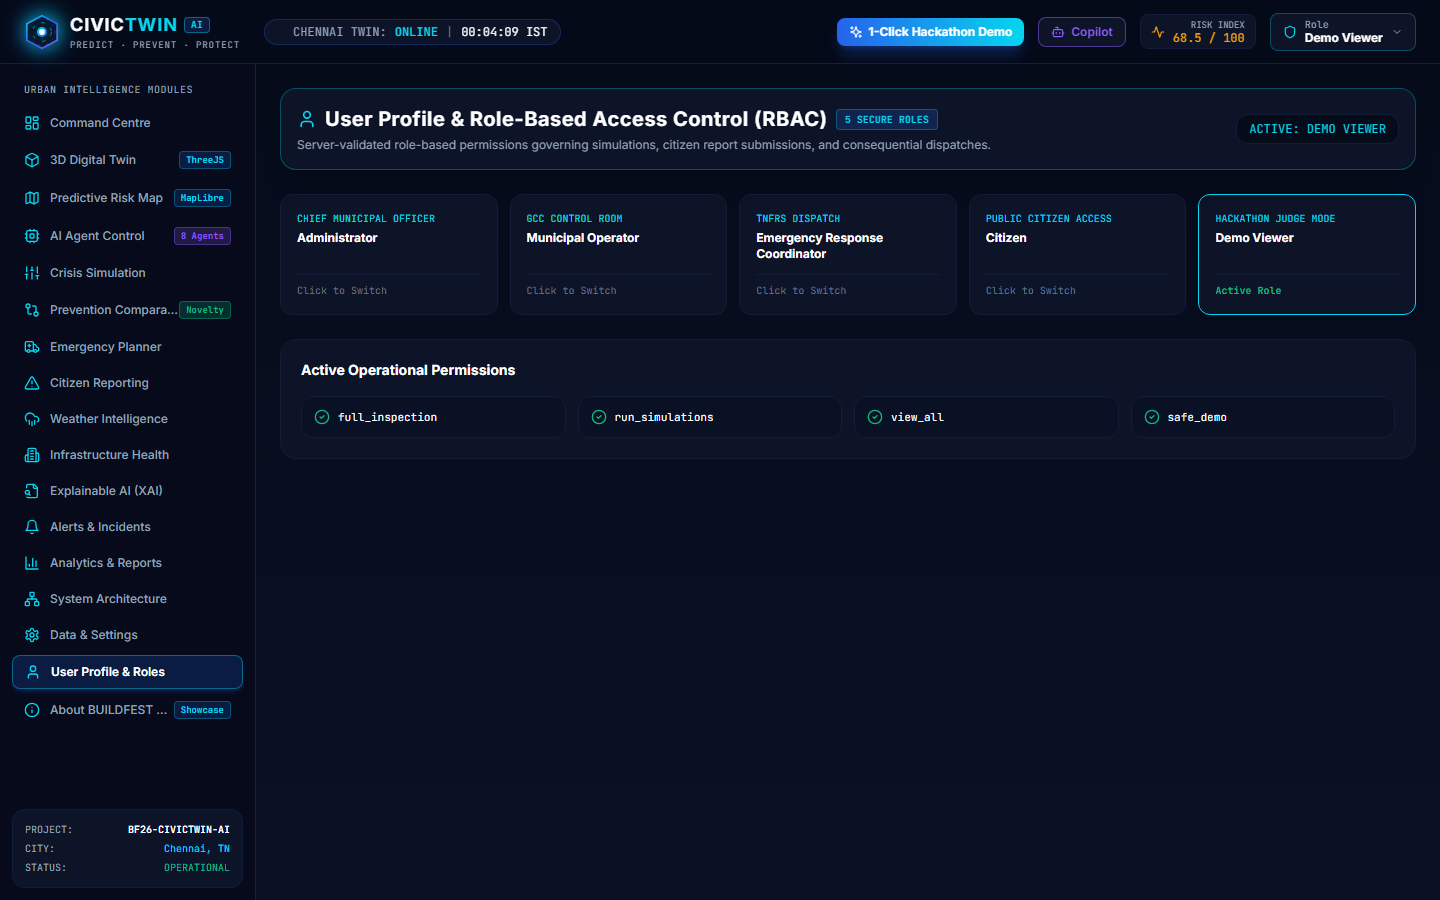 CIVICTWIN AI
PREDICT · PREVENT · PROTECT
CHENNAI TWIN: ONLINE | 00:04:09 IST
1-Click Hackathon Demo
Copilot
RISK INDEX
68.5 / 100
Role
Demo Viewer
URBAN INTELLIGENCE MODULES
Command Centre
3D Digital Twin ThreeJS
Predictive Risk Map MapLibre
AI Agent Control 8 Agents
Crisis Simulation
Prevention Compara... Novelty
Emergency Planner
Citizen Reporting
Weather Intelligence
Infrastructure Health
Explainable AI (XAI)
Alerts & Incidents
Analytics & Reports
System Architecture
Data & Settings
User Profile & Roles
About BUILDFEST ... Showcase
PROJECT: BF26-CIVICTWIN-AI
CITY: Chennai, TN
STATUS: OPERATIONAL
User Profile & Role-Based Access Control (RBAC) 5 SECURE ROLES
Server-validated role-based permissions governing simulations, citizen report submissions, and consequential dispatches.
ACTIVE: DEMO VIEWER
CHIEF MUNICIPAL OFFICER
Administrator
Click to Switch
GCC CONTROL ROOM
Municipal Operator
Click to Switch
TNFRS DISPATCH
Emergency Response
Coordinator
Click to Switch
PUBLIC CITIZEN ACCESS
Citizen
Click to Switch
HACKATHON JUDGE MODE
Demo Viewer
Active Role
Active Operational Permissions
full_inspection
run_simulations
view_all
safe_demo